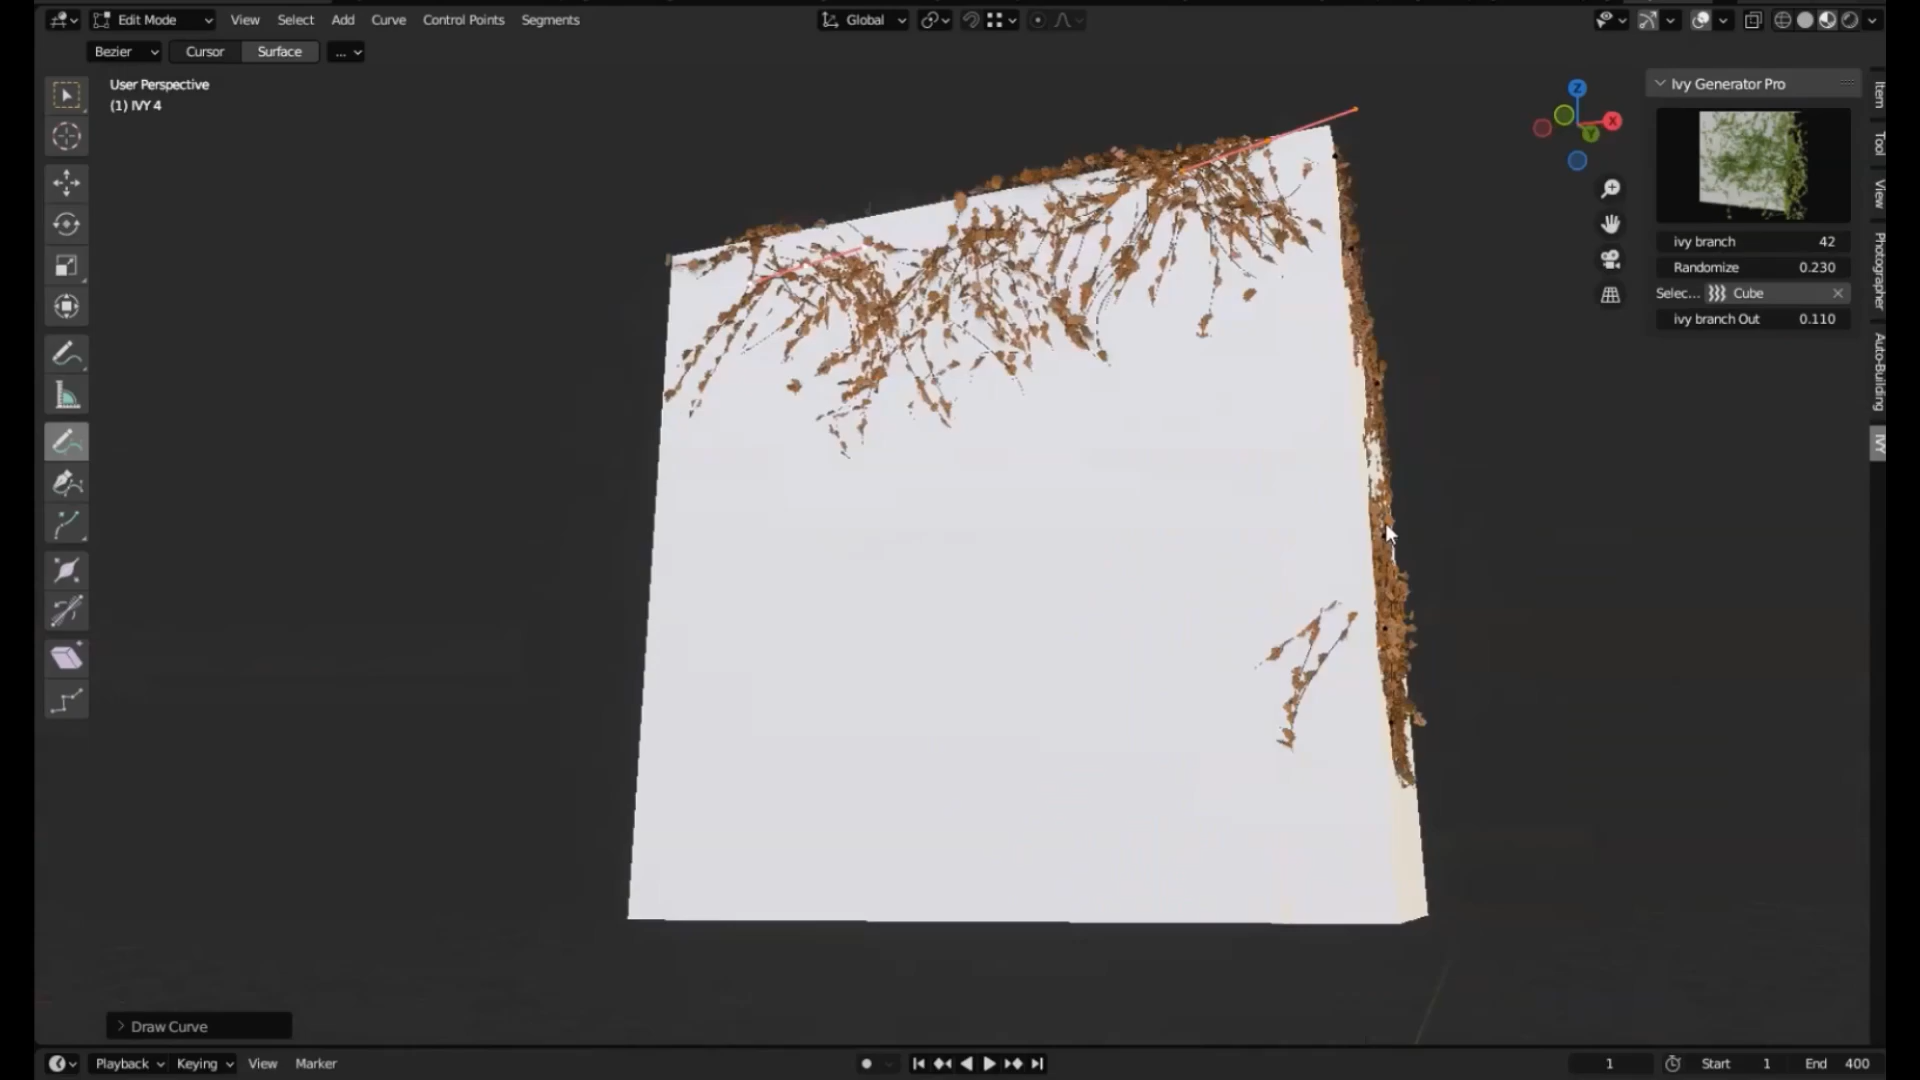 Edit Mode View Select Add Curve Control Points Segments Global
Bezier Cursor Surface ...
User Perspective
(1) IVY 4
Z
X
Y
Ivy Generator Pro
ivy branch 42
Randomize 0.230
Selec... Cube
ivy branch Out 0.110
Item
Tool
View
Photographer
Auto-Building
IVY
Draw Curve
Playback Keying View Marker 1 Start 1 End 400